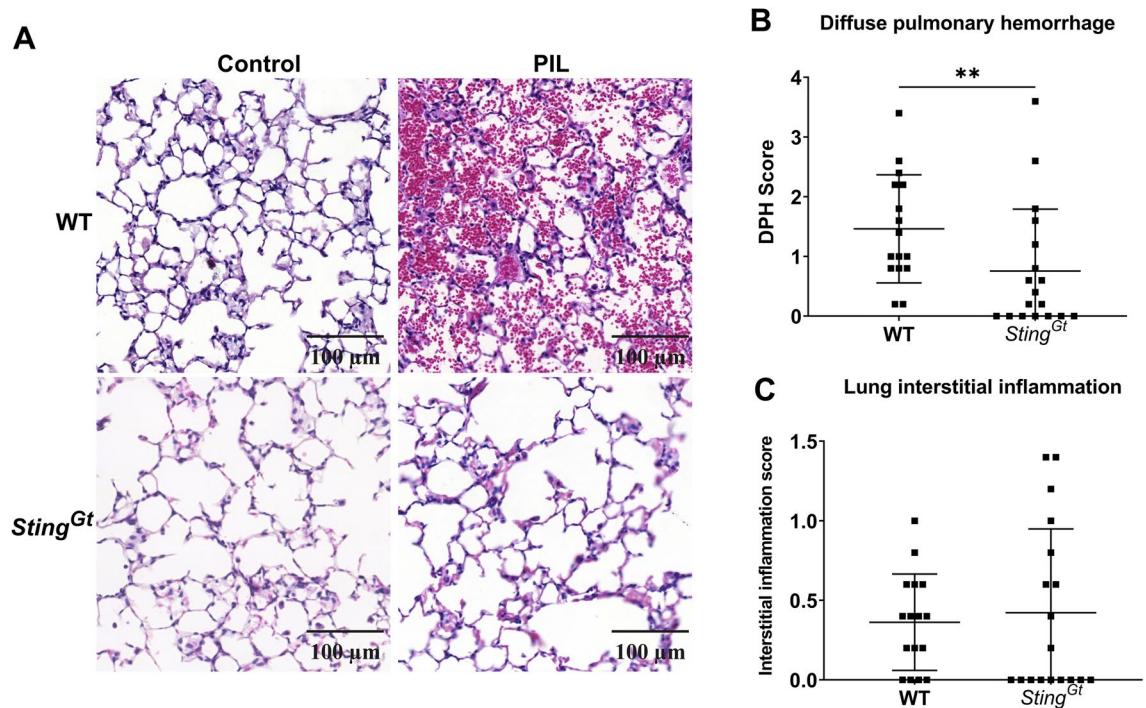 A
Control
PIL
WT
100 µm
100 µm
Sting^Gt
100 µm
100 µm
B
Diffuse pulmonary hemorrhage
**
DPH Score
4
3
2
1
0
WT
Sting^Gt
C
Lung interstitial inflammation
Interstitial inflammation score
1.5
1.0
0.5
0.0
WT
Sting^Gt